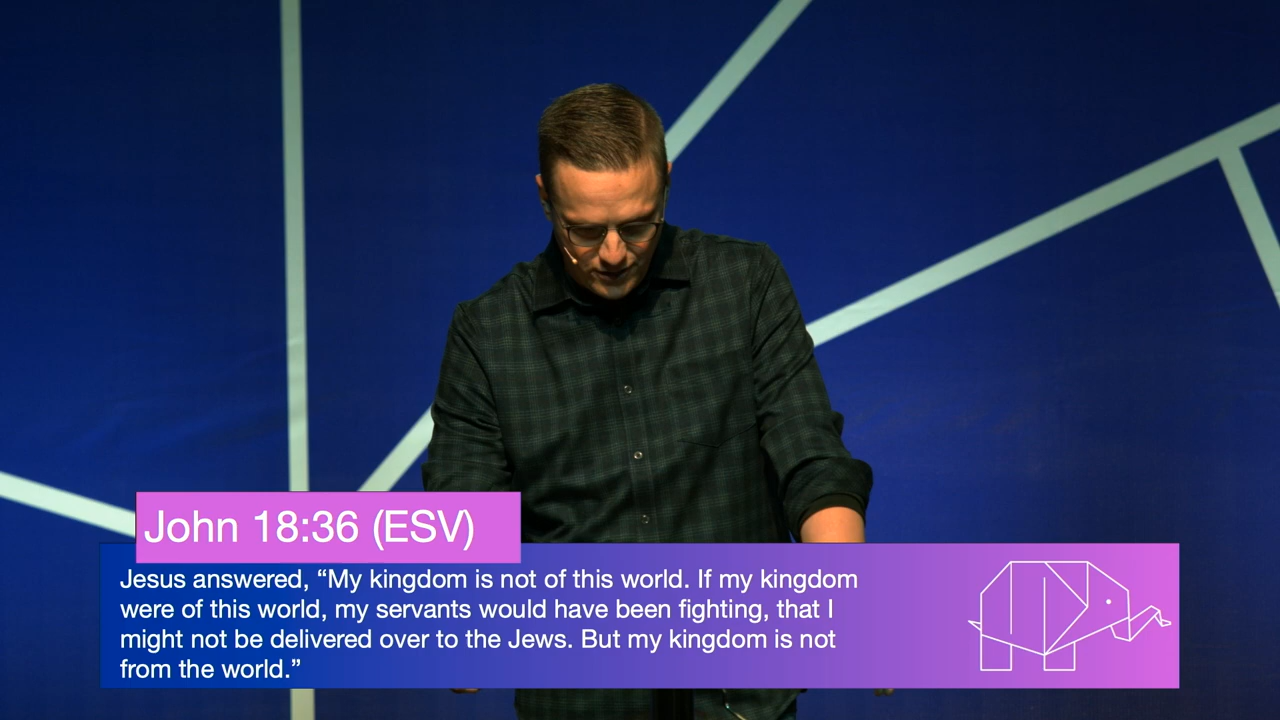 John 18:36 (ESV)
Jesus answered, “My kingdom is not of this world. If my kingdom
were of this world, my servants would have been fighting, that I
might not be delivered over to the Jews. But my kingdom is not
from the world.”